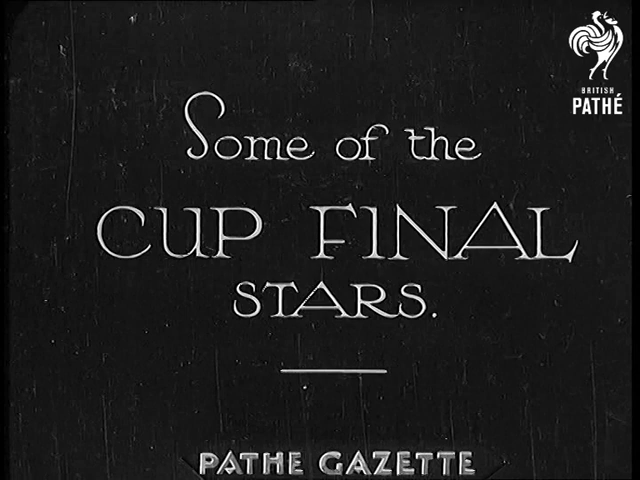 BRITISH
PATHÉ
Some of the
CUP FINAL
STARS.
PATHE GAZETTE